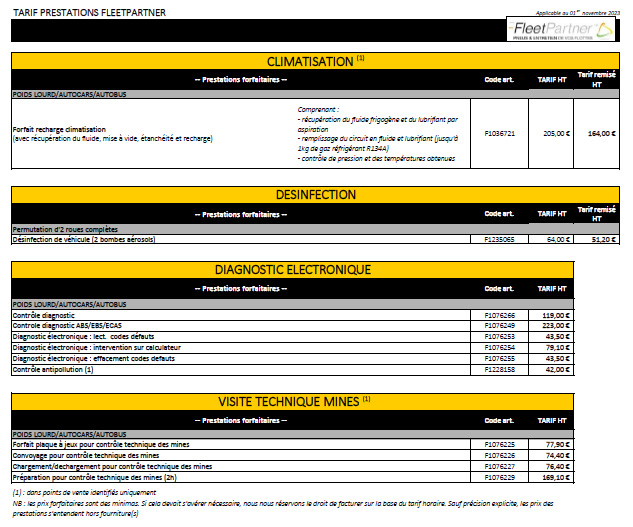 TARIF PRESTATIONS FLEETPARTNER
Applicable au 01er novembre 2023
FleetPartner
PNEUS & ENTRETIEN DE VOS FLOTTES
CLIMATISATION (1)
-- Prestations forfaitaires -- Code art. TARIF HT Tarif remisé HT
POIDS LOURD/AUTOCARS/AUTOBUS
Forfait recharge climatisation
(avec récupération du fluide, mise à vide, étanchéité et recharge)
Comprenant :
- récupération du fluide frigogène et du lubrifiant par
aspiration
- remplissage du circuit en fluide et lubrifiant (jusqu'à
1kg de gaz réfrigérant R134A)
- contrôle de pression et des températures obtenues
F1036721 205,00 € 164,00 €
DESINFECTION
-- Prestations forfaitaires -- Code art. TARIF HT Tarif remisé HT
Permutation d'2 roues complètes
Désinfection de véhicule (2 bombes aérosols) F1235065 64,00 € 51,20 €
DIAGNOSTIC ELECTRONIQUE
-- Prestations forfaitaires -- Code art. TARIF HT
POIDS LOURD/AUTOCARS/AUTOBUS
Contrôle diagnostic F1076266 119,00 €
Controle diagnostic ABS/EBS/ECAS F1076249 223,00 €
Diagnostic électronique : lect. codes défauts F1076253 43,50 €
Diagnostic électronique : intervention sur calculateur F1076254 79,10 €
Diagnostic électronique : effacement codes defauts F1076255 43,50 €
Contrôle antipollution (1) F1228158 42,00 €
VISITE TECHNIQUE MINES (1)
-- Prestations forfaitaires -- Code art. TARIF HT
POIDS LOURD/AUTOCARS/AUTOBUS
Forfait plaque à jeux pour contrôle technique des mines F1076225 77,90 €
Convoyage pour contrôle technique des mines F1076226 74,40 €
Chargement/dechargement pour contrôle technique des mines F1076227 76,40 €
Préparation pour contrôle technique des mines (2h) F1076229 169,10 €
(1) : dans points de vente identifiés uniquement
NB : les prix forfaitaires sont des minimas. Si cela devait s'avérer nécessaire, nous nous réservons le droit de facturer sur la base du tarif horaire. Sauf précision explicite, les prix des
prestations s'entendent hors fourniture(s)